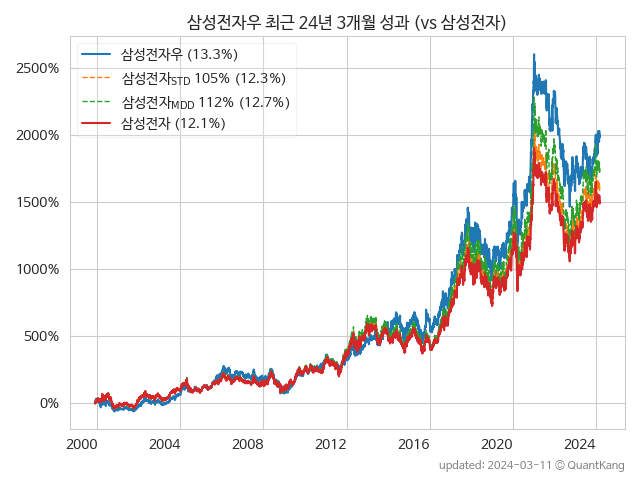 삼성전자우 최근 24년 3개월 성과 (vs 삼성전자)
삼성전자우 (13.3%)
삼성전자STD 105% (12.3%)
삼성전자MDD 112% (12.7%)
삼성전자 (12.1%)
2500%
2000%
1500%
1000%
500%
0%
2000 2004 2008 2012 2016 2020 2024
updated: 2024-03-11 © QuantKang